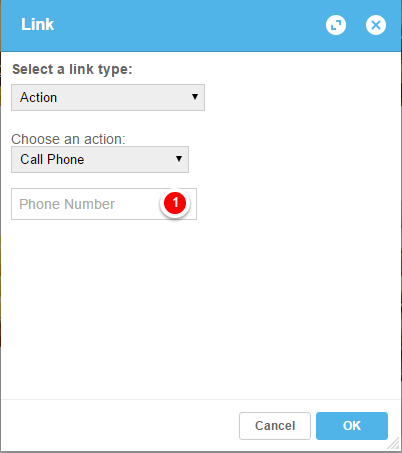 Link
Select a link type:
Action
Choose an action:
Call Phone
Phone Number 1
Cancel OK